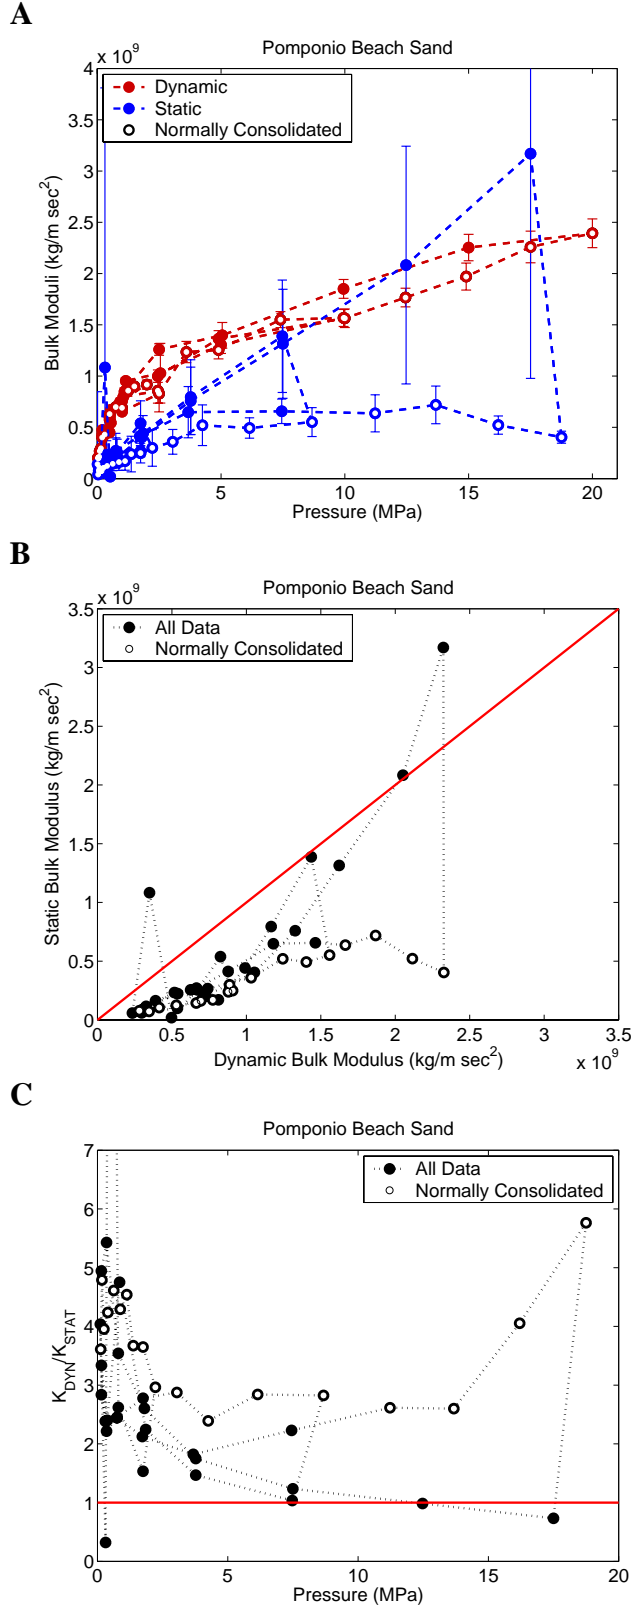 A
Pomponio Beach Sand
x 10^9
Dynamic
Static
Normally Consolidated
4
3.5
3
2.5
2
1.5
1
0.5
0
Bulk Moduli (kg/m sec^2)
0 5 10 15 20
Pressure (MPa)
B
Pomponio Beach Sand
x 10^9
All Data
Normally Consolidated
3.5
3
2.5
2
1.5
1
0.5
0
Static Bulk Modulus (kg/m sec^2)
0 0.5 1 1.5 2 2.5 3 3.5
Dynamic Bulk Modulus (kg/m sec^2)
x 10^9
C
Pomponio Beach Sand
All Data
Normally Consolidated
7
6
5
4
3
2
1
0
K_DYN/K_STAT
0 5 10 15 20
Pressure (MPa)